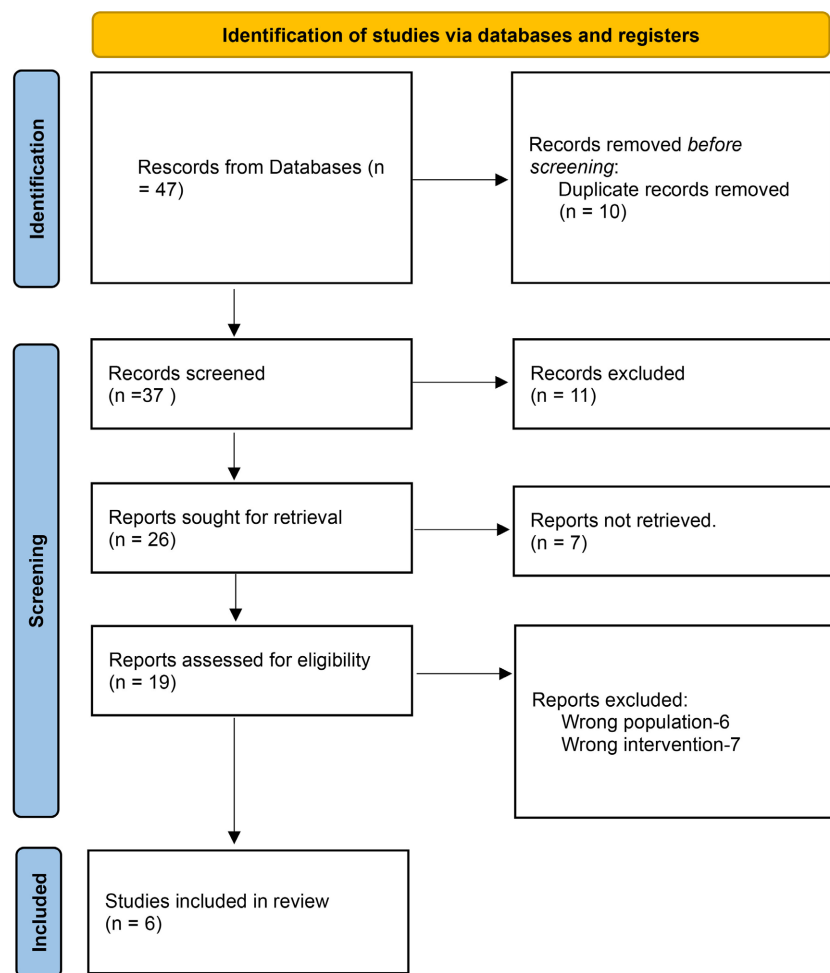 Identification of studies via databases and registers
Identification
Rescords from Databases (n
= 47)
Records removed before
screening:
Duplicate records removed
(n = 10)
Screening
Records screened
(n =37 )
Records excluded
(n = 11)
Reports sought for retrieval
(n = 26)
Reports not retrieved.
(n = 7)
Reports assessed for eligibility
(n = 19)
Reports excluded:
Wrong population-6
Wrong intervention-7
Included
Studies included in review
(n = 6)